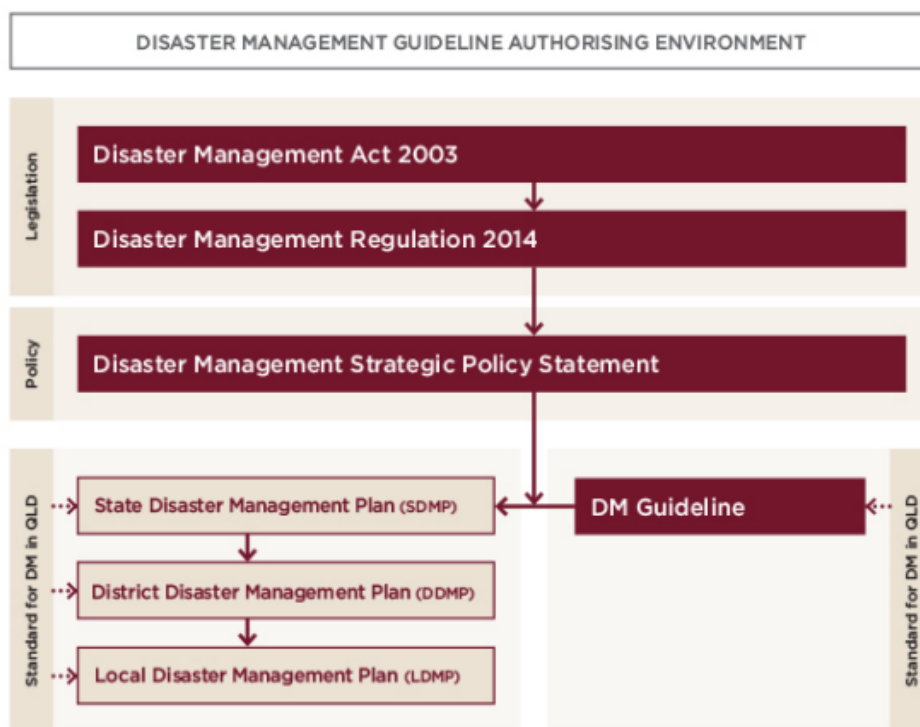 DISASTER MANAGEMENT GUIDELINE AUTHORISING ENVIRONMENT
Legislation
Disaster Management Act 2003
Disaster Management Regulation 2014
Policy
Disaster Management Strategic Policy Statement
Standard for DM in QLD
State Disaster Management Plan (SDMP)
District Disaster Management Plan (DDMP)
Local Disaster Management Plan (LDMP)
DM Guideline
Standard for DM in QLD